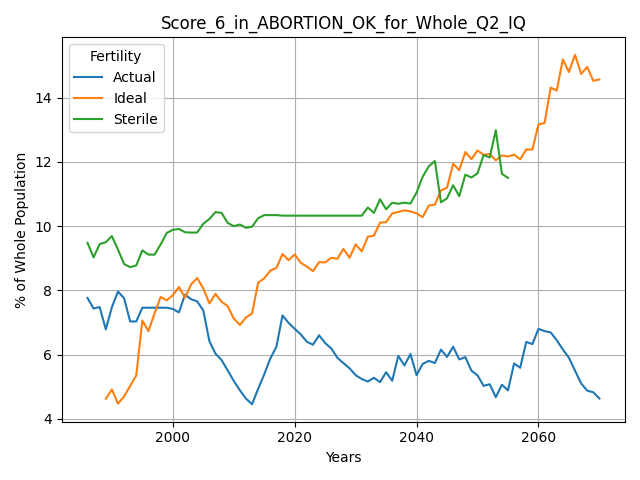 Score_6_in_ABORTION_OK_for_Whole_Q2_IQ
Fertility
Actual
Ideal
Sterile
% of Whole Population
14
12
10
8
6
4
2000
2020
2040
2060
Years